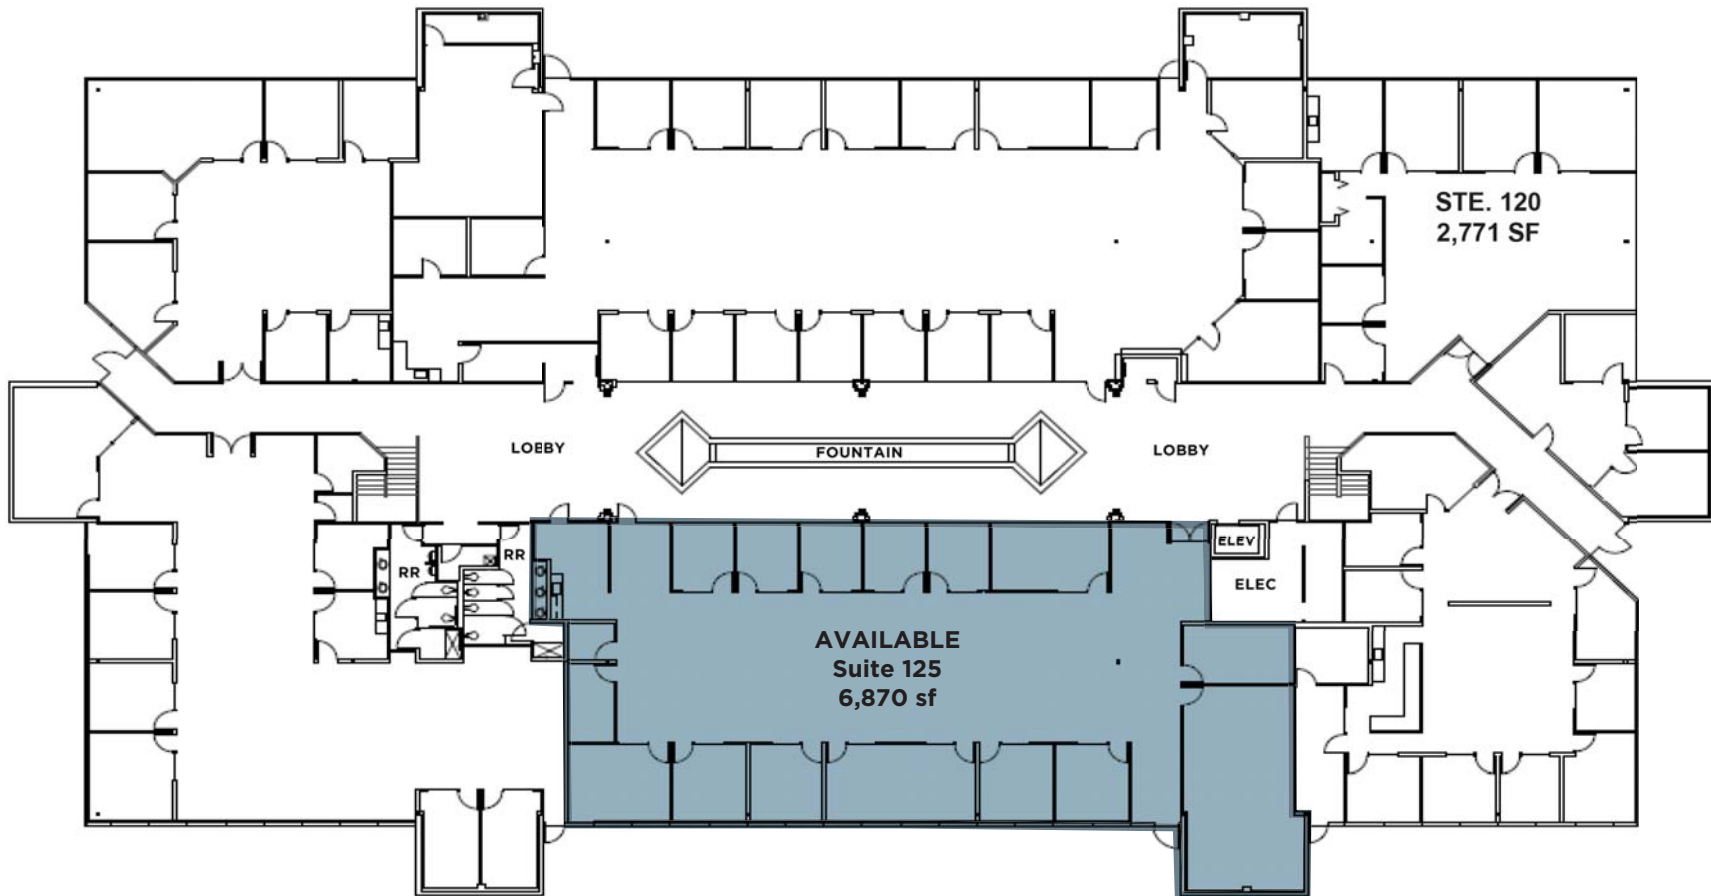 STE. 120
2,771 SF
LOBBY
FOUNTAIN
LOBBY
RR
RR
ELEV
ELEC
AVAILABLE
Suite 125
6,870 sf